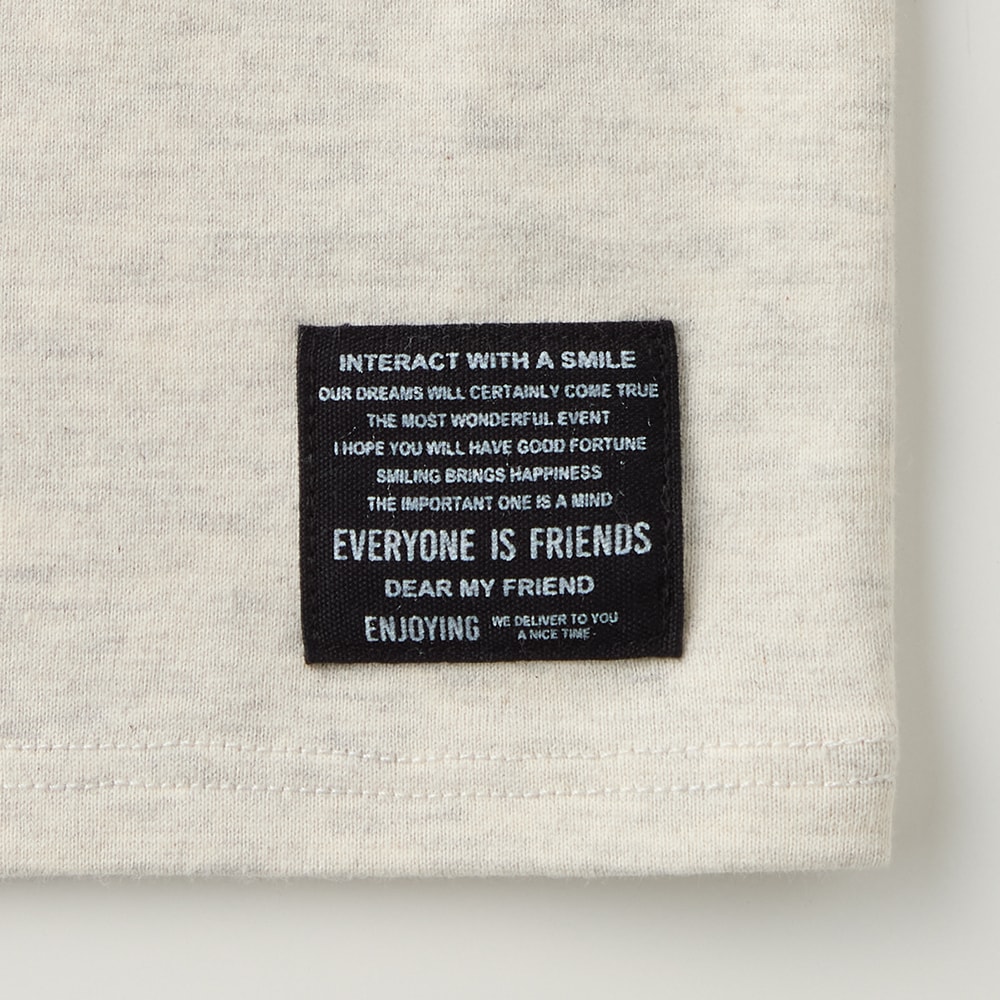 INTERACT WITH A SMILE
OUR DREAMS WILL CERTAINLY COME TRUE
THE MOST WONDERFUL EVENT
I HOPE YOU WILL HAVE GOOD FORTUNE
SMILING BRINGS HAPPINESS
THE IMPORTANT ONE IS A MIND
EVERYONE IS FRIENDS
DEAR MY FRIEND
ENJOYING
WE DELIVER TO YOU
A NICE TIME